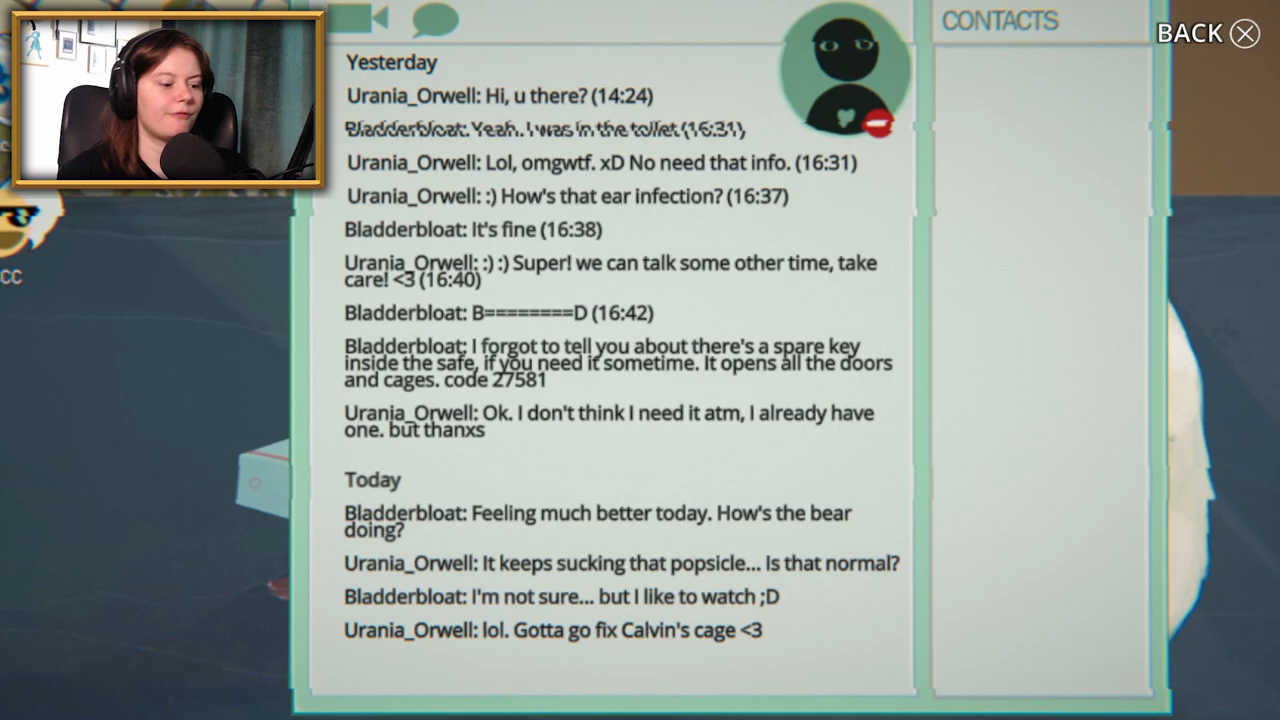 CONTACTS
BACK
Yesterday
Urania_Orwell: Hi, u there? (14:24)
Bladderbloat: Yeah. I was in the toilet (16:31)
Urania_Orwell: Lol, omgwtf. xD No need that info. (16:31)
Urania_Orwell: :) How's that ear infection? (16:37)
Bladderbloat: It's fine (16:38)
Urania_Orwell: :) :) Super! we can talk some other time, take
care! <3 (16:40)
Bladderbloat: B========D (16:42)
Bladderbloat: I forgot to tell you about there's a spare key
inside the safe, if you need it sometime. It opens all the doors
and cages. code 27581
Urania_Orwell: Ok. I don't think I need it atm, I already have
one. but thanxs
Today
Bladderbloat: Feeling much better today. How's the bear
doing?
Urania_Orwell: It keeps sucking that popsicle... Is that normal?
Bladderbloat: I'm not sure... but I like to watch ;D
Urania_Orwell: lol. Gotta go fix Calvin's cage <3